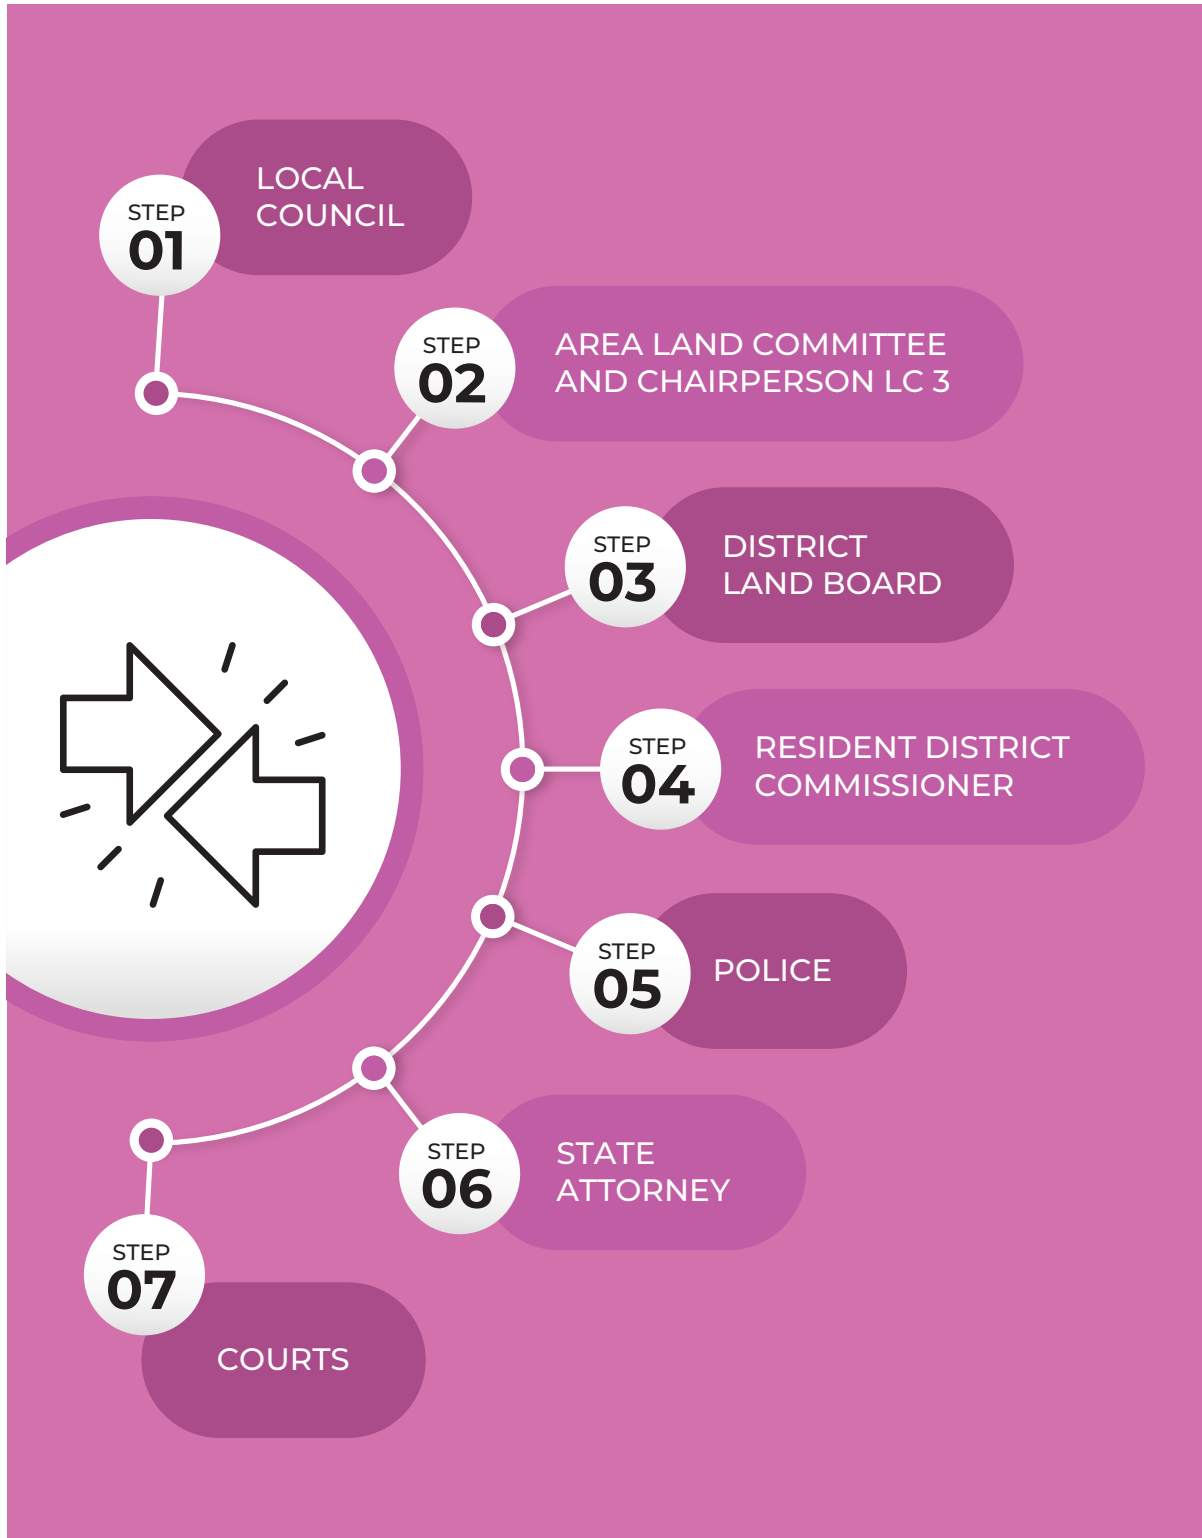 STEP
01
LOCAL
COUNCIL
STEP
02
AREA LAND COMMITTEE
AND CHAIRPERSON LC 3
STEP
03
DISTRICT
LAND BOARD
STEP
04
RESIDENT DISTRICT
COMMISSIONER
STEP
05
POLICE
STEP
06
STATE
ATTORNEY
STEP
07
COURTS